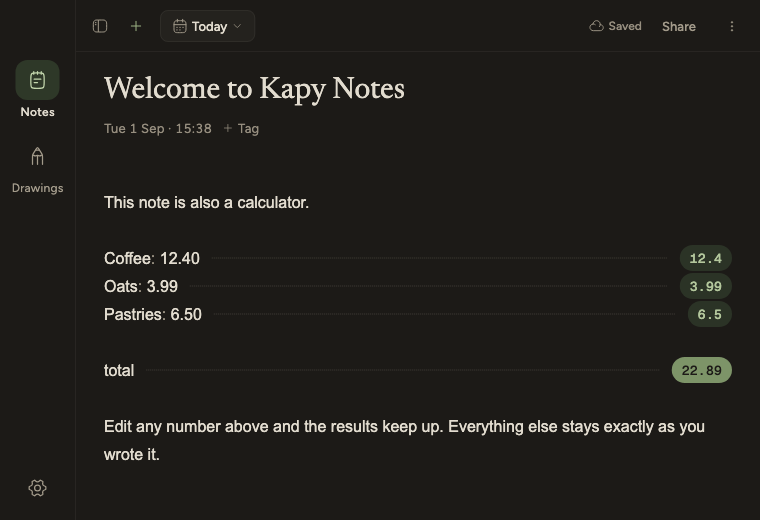 Today
Saved
Share
Notes
Drawings
Welcome to Kapy Notes
Tue 1 Sep · 15:38 + Tag
This note is also a calculator.
Coffee: 12.40 12.4
Oats: 3.99 3.99
Pastries: 6.50 6.5
total 22.89
Edit any number above and the results keep up. Everything else stays exactly as you
wrote it.